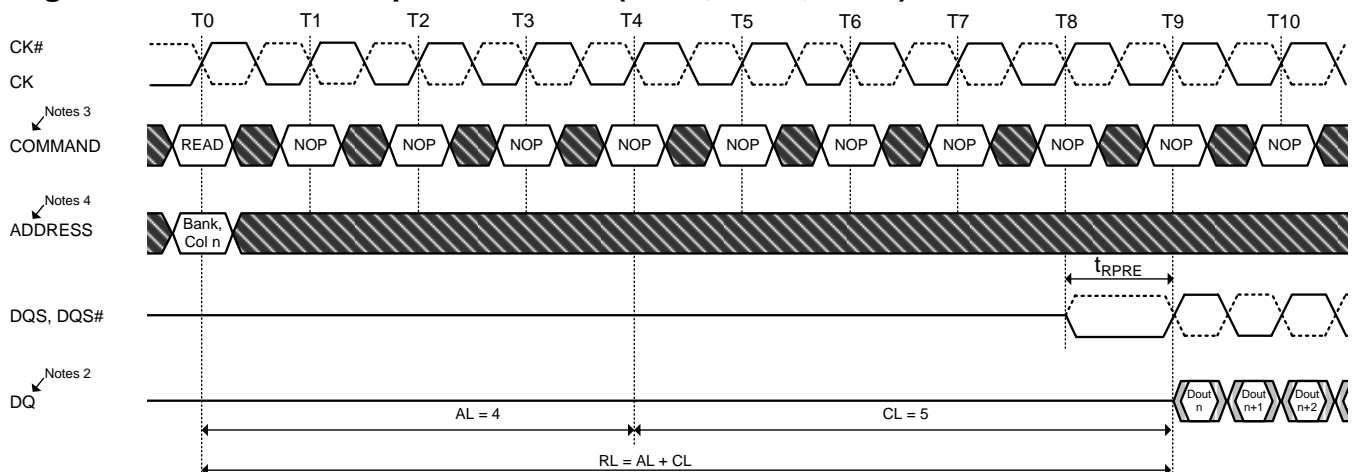 T0 T1 T2 T3 T4 T5 T6 T7 T8 T9 T10
CK#
CK
Notes 3
COMMAND
READ NOP NOP NOP NOP NOP NOP NOP NOP NOP NOP
Notes 4
ADDRESS
Bank,
Col n
tRPRE
DQS, DQS#
Notes 2
DQ
Dout
n
Dout
n+1
Dout
n+2
AL = 4
CL = 5
RL = AL + CL